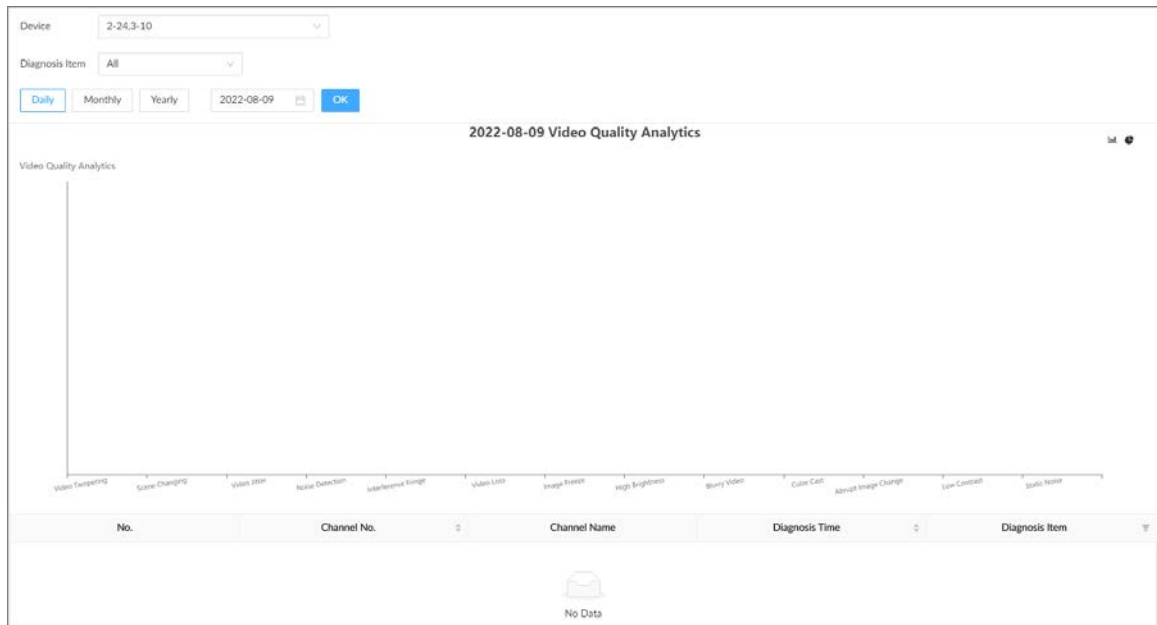 Device 2-24,3-10
Diagnosis Item All
Daily Monthly Yearly 2022-08-09 OK
2022-08-09 Video Quality Analytics
Video Quality Analytics
Video Tampering Scene Changing Video Jitter Noise Detection Interference Fringe Video Loss Image Freeze High Brightness Blurry Video Color Cast Abrupt Image Change Low Contrast Static Noise
No. Channel No. Channel Name Diagnosis Time Diagnosis Item
No Data